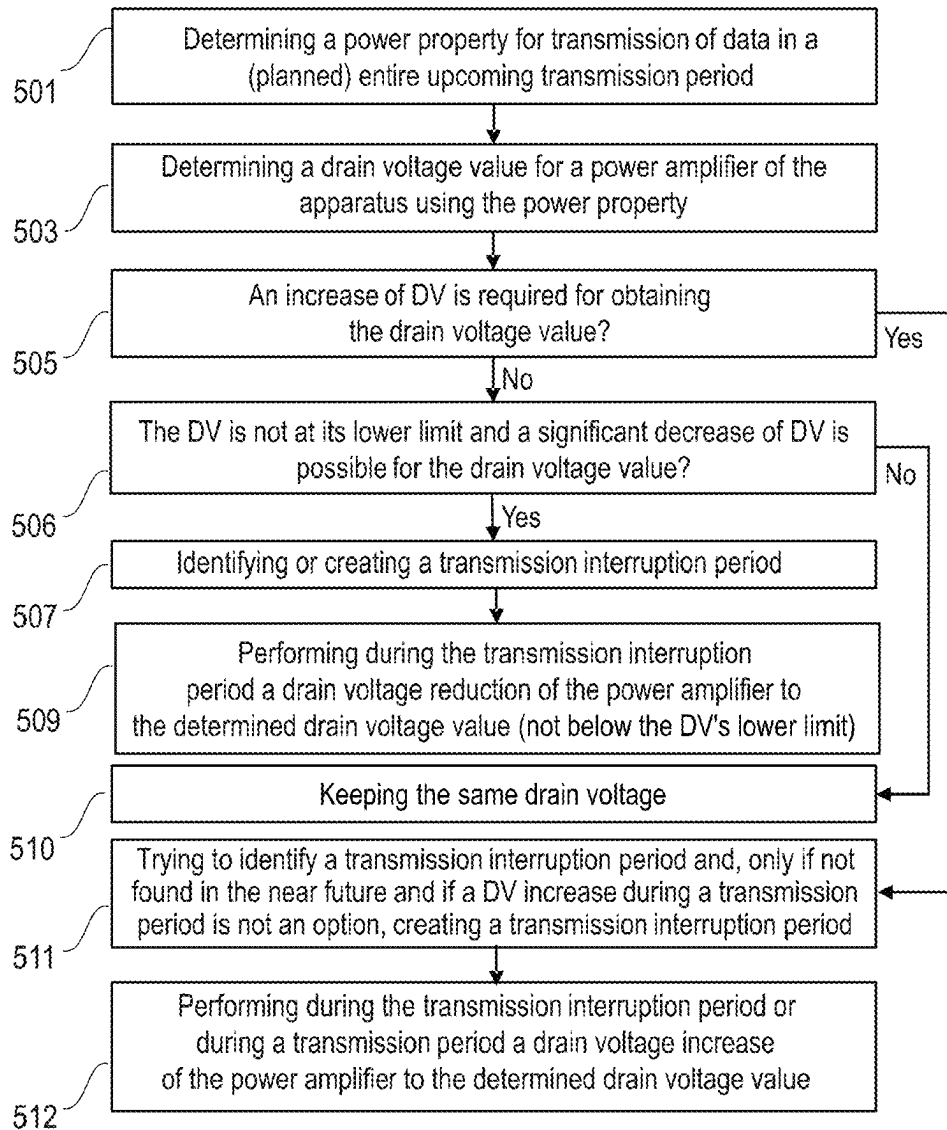 Determining a power property for transmission of data in a
(planned) entire upcoming transmission period
501
Determining a drain voltage value for a power amplifier of the
apparatus using the power property
503
An increase of DV is required for obtaining
the drain voltage value?
505
Yes
No
The DV is not at its lower limit and a significant decrease of DV is
possible for the drain voltage value?
506
No
Yes
Identifying or creating a transmission interruption period
507
Performing during the transmission interruption
period a drain voltage reduction of the power amplifier to
the determined drain voltage value (not below the DV's lower limit)
509
Keeping the same drain voltage
510
Trying to identify a transmission interruption period and, only if not
found in the near future and if a DV increase during a transmission
period is not an option, creating a transmission interruption period
511
Performing during the transmission interruption period or
during a transmission period a drain voltage increase
of the power amplifier to the determined drain voltage value
512